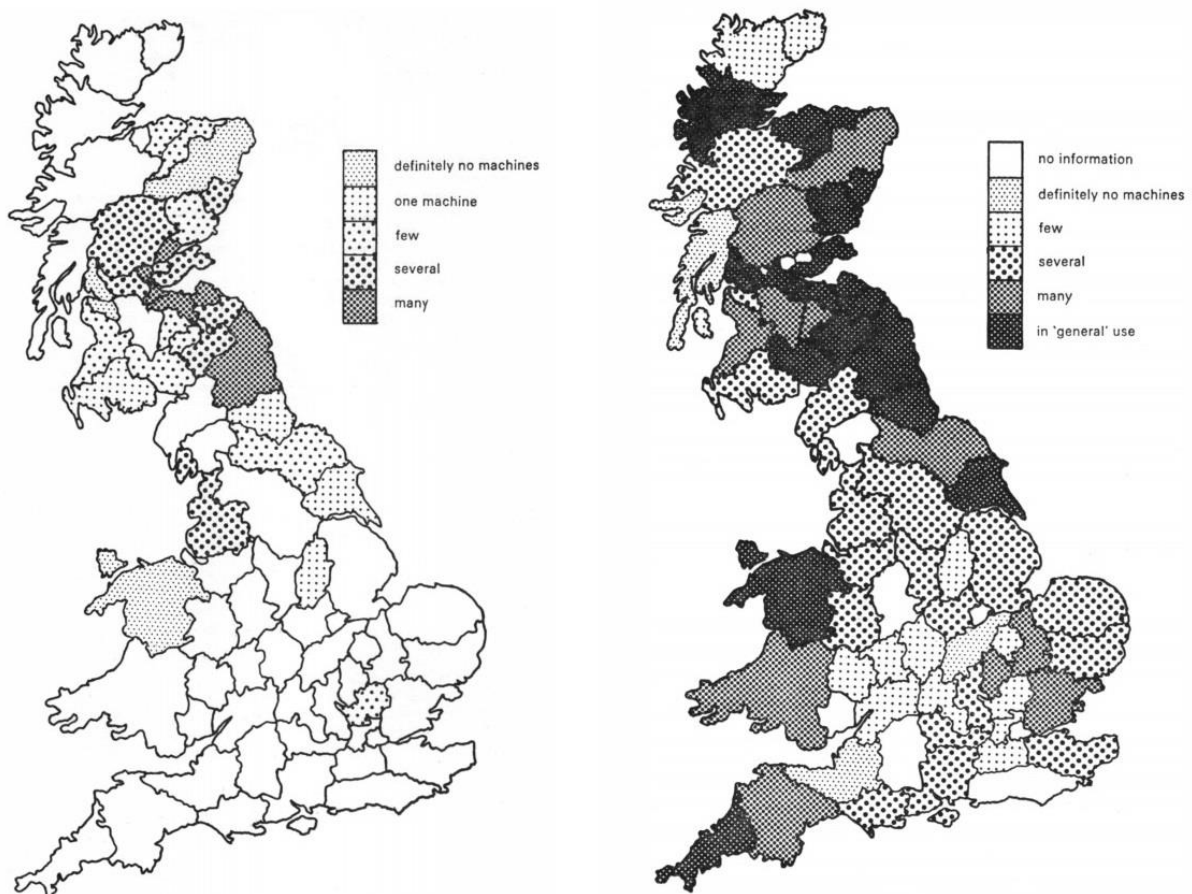 definitely no machines
one machine
few
several
many
no information
definitely no machines
few
several
many
in 'general' use